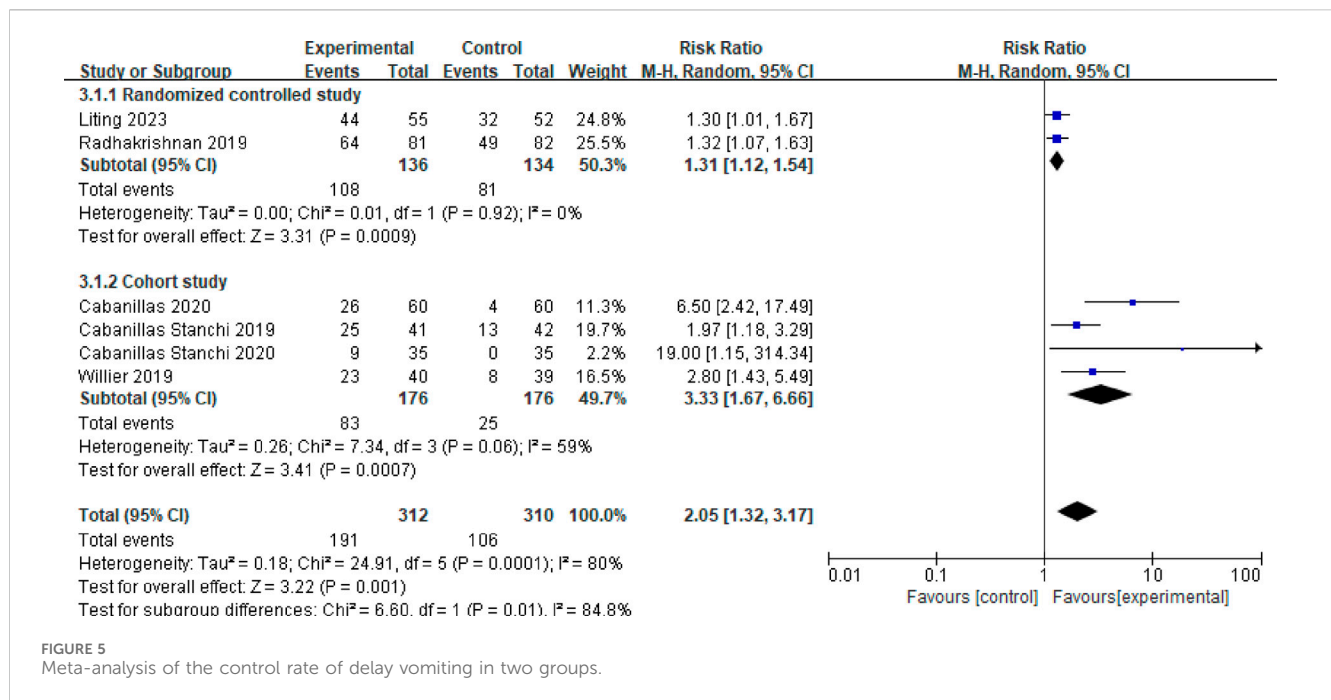 Experimental Control Risk Ratio Risk Ratio
Study or Subgroup Events Total Events Total Weight M-H, Random, 95% CI M-H, Random, 95% CI
3.1.1 Randomized controlled study
Liting 2023 44 55 32 52 24.8% 1.30 [1.01, 1.67]
Radhakrishnan 2019 64 81 49 82 25.5% 1.32 [1.07, 1.63]
Subtotal (95% CI) 136 134 50.3% 1.31 [1.12, 1.54]
Total events 108 81
Heterogeneity: Tau² = 0.00; Chi² = 0.01, df = 1 (P = 0.92); I² = 0%
Test for overall effect: Z = 3.31 (P = 0.0009)
3.1.2 Cohort study
Cabanillas 2020 26 60 4 60 11.3% 6.50 [2.42, 17.49]
Cabanillas Stanchi 2019 25 41 13 42 19.7% 1.97 [1.18, 3.29]
Cabanillas Stanchi 2020 9 35 0 35 2.2% 19.00 [1.15, 314.34]
Willier 2019 23 40 8 39 16.5% 2.80 [1.43, 5.49]
Subtotal (95% CI) 176 176 49.7% 3.33 [1.67, 6.66]
Total events 83 25
Heterogeneity: Tau² = 0.26; Chi² = 7.34, df = 3 (P = 0.06); I² = 59%
Test for overall effect: Z = 3.41 (P = 0.0007)
Total (95% CI) 312 310 100.0% 2.05 [1.32, 3.17]
Total events 191 106
Heterogeneity: Tau² = 0.18; Chi² = 24.91, df = 5 (P = 0.0001); I² = 80%
Test for overall effect: Z = 3.22 (P = 0.001)
Test for subgroup differences: Chi² = 6.60, df = 1 (P = 0.01), I² = 84.8%
0.01 0.1 1 10 100
Favours [control] Favours[experimental]
FIGURE 5
Meta-analysis of the control rate of delay vomiting in two groups.